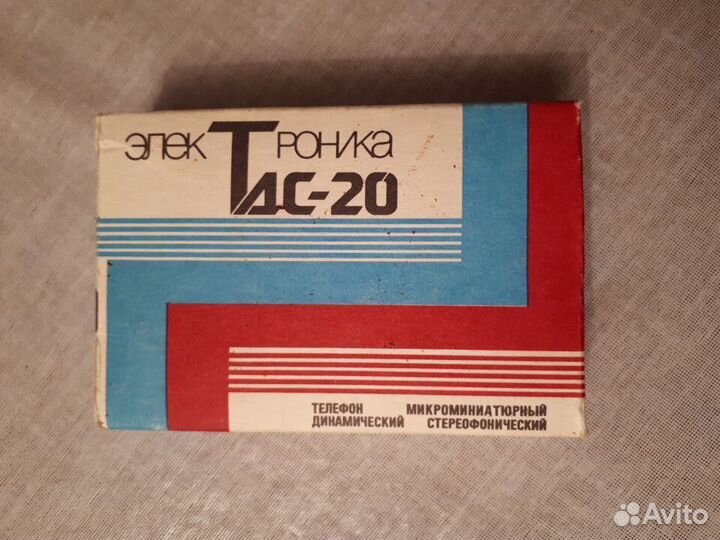 электроника
ТДС-20
ТЕЛЕФОН МИКРОМИНИАТЮРНЫЙ
ДИНАМИЧЕСКИЙ СТЕРЕОФОНИЧЕСКИЙ
Avito